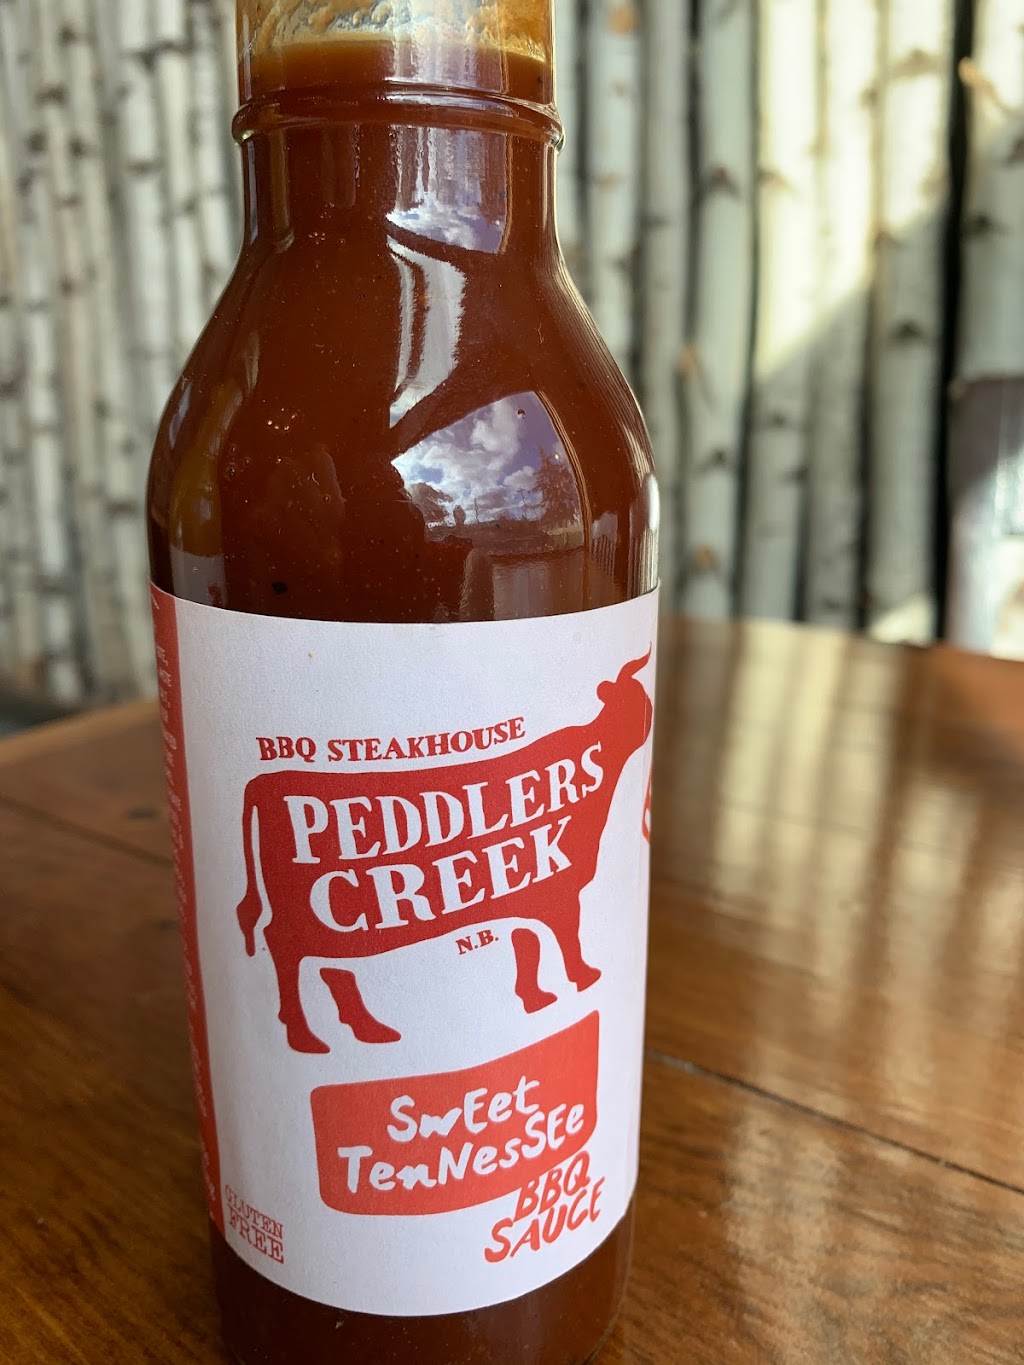 BBQ STEAKHOUSE
PEDDLERS
CREEK
N.B.
SwEet
TenNesSEe
BBQ
SAUCE
GLUTEN
FREE